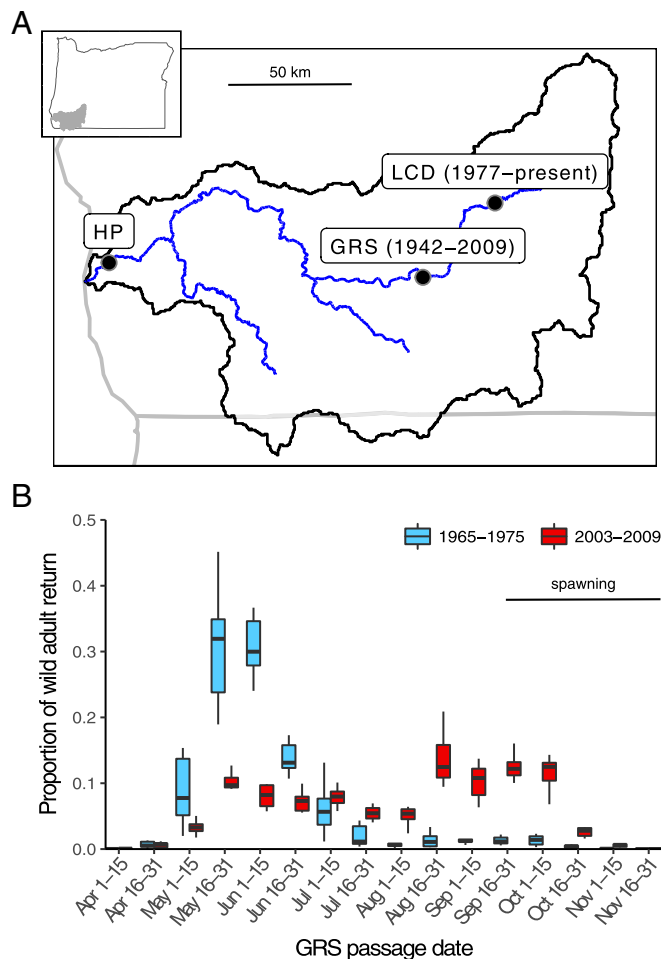 A
50 km
LCD (1977–present)
HP
GRS (1942–2009)
B
1965–1975
2003–2009
spawning
Proportion of wild adult return
0.5
0.4
0.3
0.2
0.1
0.0
Apr 1–15
Apr 16–31
May 1–15
May 16–31
Jun 1–15
Jun 16–31
Jul 1–15
Jul 16–31
Aug 1–15
Aug 16–31
Sep 1–15
Sep 16–31
Oct 1–15
Oct 16–31
Nov 1–15
Nov 16–31
GRS passage date